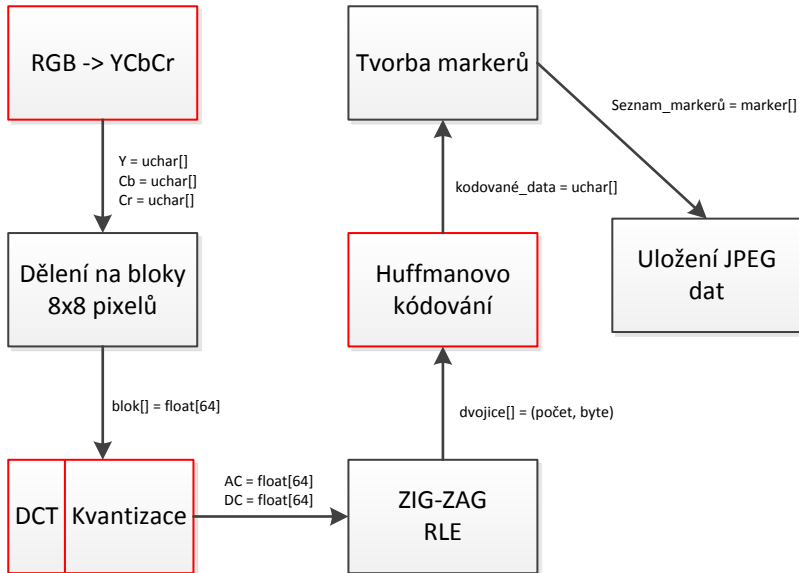 RGB -> YCbCr
Y = uchar[]
Cb = uchar[]
Cr = uchar[]
Dělení na bloky
8x8 pixelů
blok[] = float[64]
DCT
Kvantizace
AC = float[64]
DC = float[64]
ZIG-ZAG
RLE
dvojice[] = (počet, byte)
Huffmanovo
kódování
kodované_data = uchar[]
Tvorba markerů
Seznam_markerů = marker[]
Uložení JPEG
dat